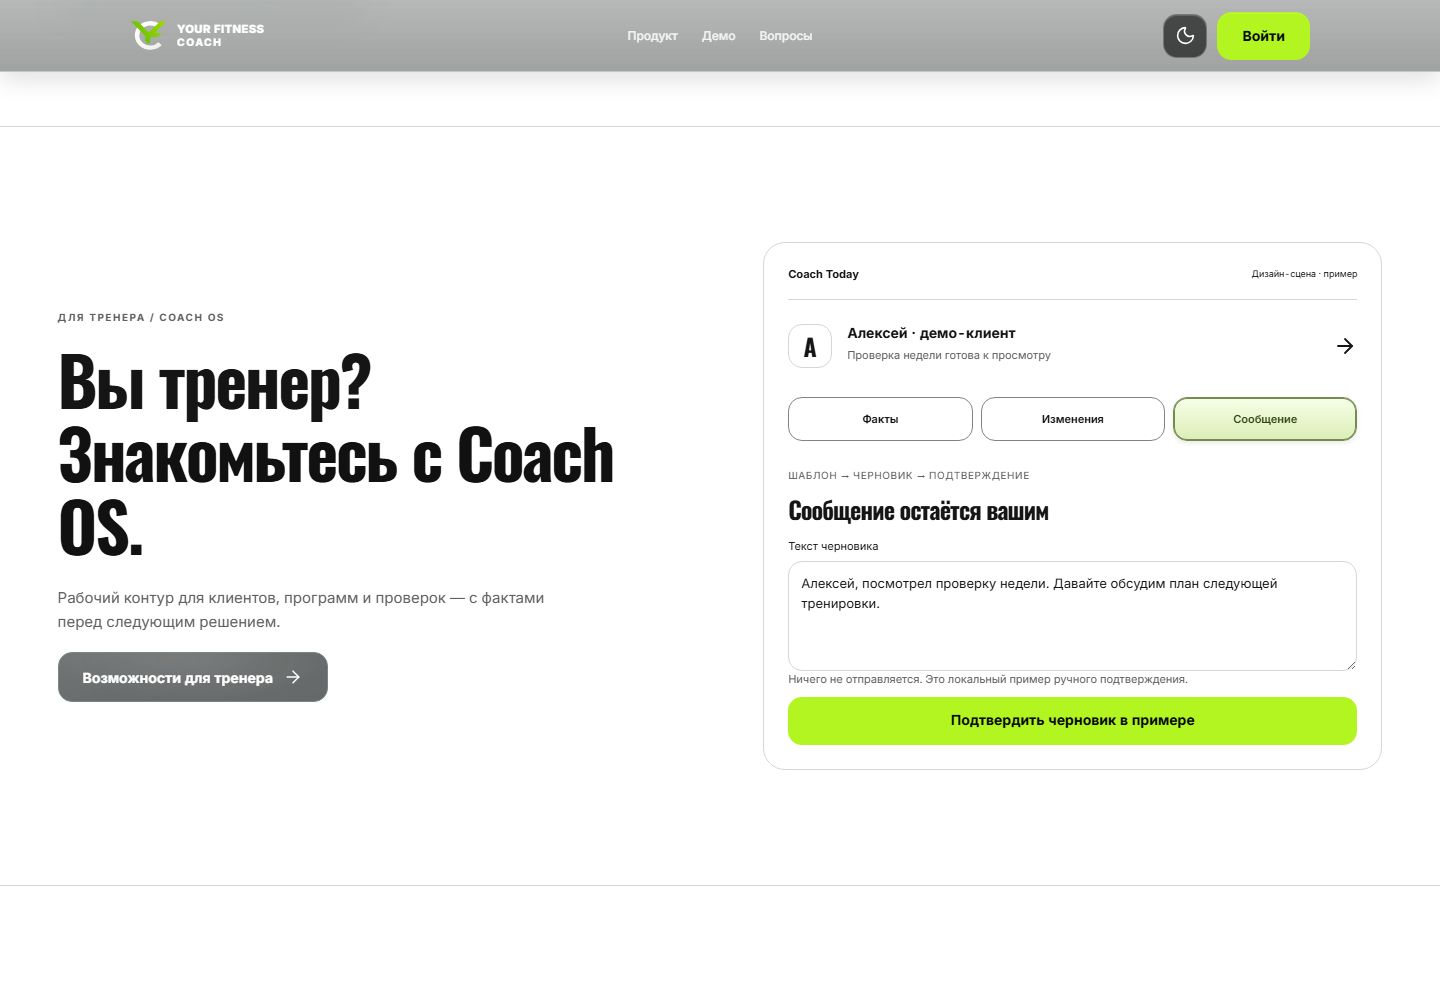 YOUR FITNESS
COACH
Продукт
Демо
Вопросы
Войти
ДЛЯ ТРЕНЕРА / COACH OS
Вы тренер?
Знакомьтесь с Coach
OS.
Рабочий контур для клиентов, программ и проверок — с фактами
перед следующим решением.
Возможности для тренера
Coach Today
Дизайн-сцена · пример
А
Алексей · демо-клиент
Проверка недели готова к просмотру
Факты
Изменения
Сообщение
ШАБЛОН → ЧЕРНОВИК → ПОДТВЕРЖДЕНИЕ
Сообщение остаётся вашим
Текст черновика
Алексей, посмотрел проверку недели. Давайте обсудим план следующей
тренировки.
Ничего не отправляется. Это локальный пример ручного подтверждения.
Подтвердить черновик в примере